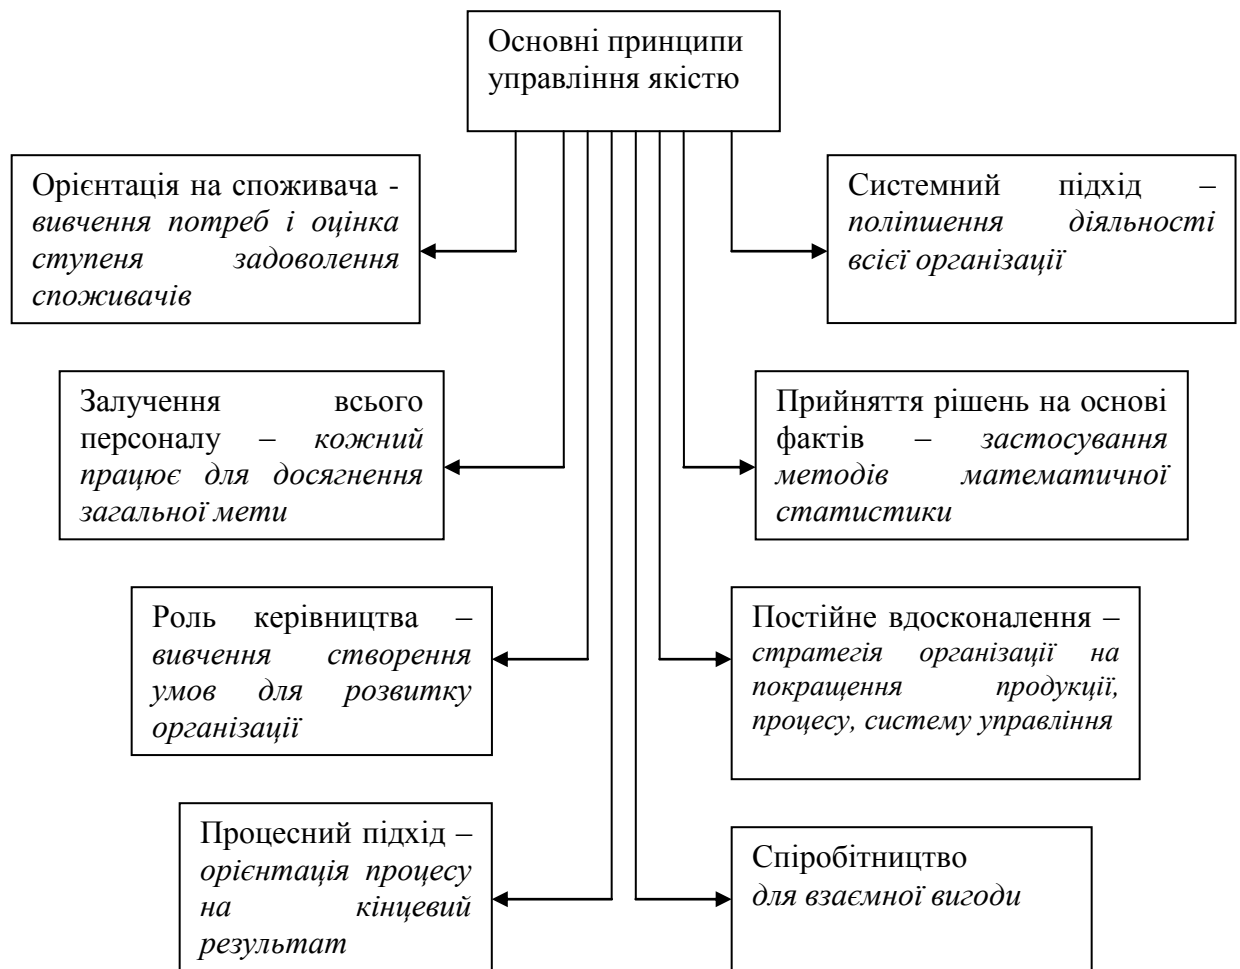 Основні принципи
управління якістю
Орієнтація на споживача -
вивчення потреб і оцінка
ступеня задоволення
споживачів
Системний підхід –
поліпшення діяльності
всієї організації
Залучення всього
персоналу – кожний
працює для досягнення
загальної мети
Прийняття рішень на основі
фактів – застосування
методів математичної
статистики
Роль керівництва –
вивчення створення
умов для розвитку
організації
Постійне вдосконалення –
стратегія організації на
покращення продукції,
процесу, систему управління
Процесний підхід –
орієнтація процесу
на кінцевий
результат
Спіробітництво
для взаємної вигоди